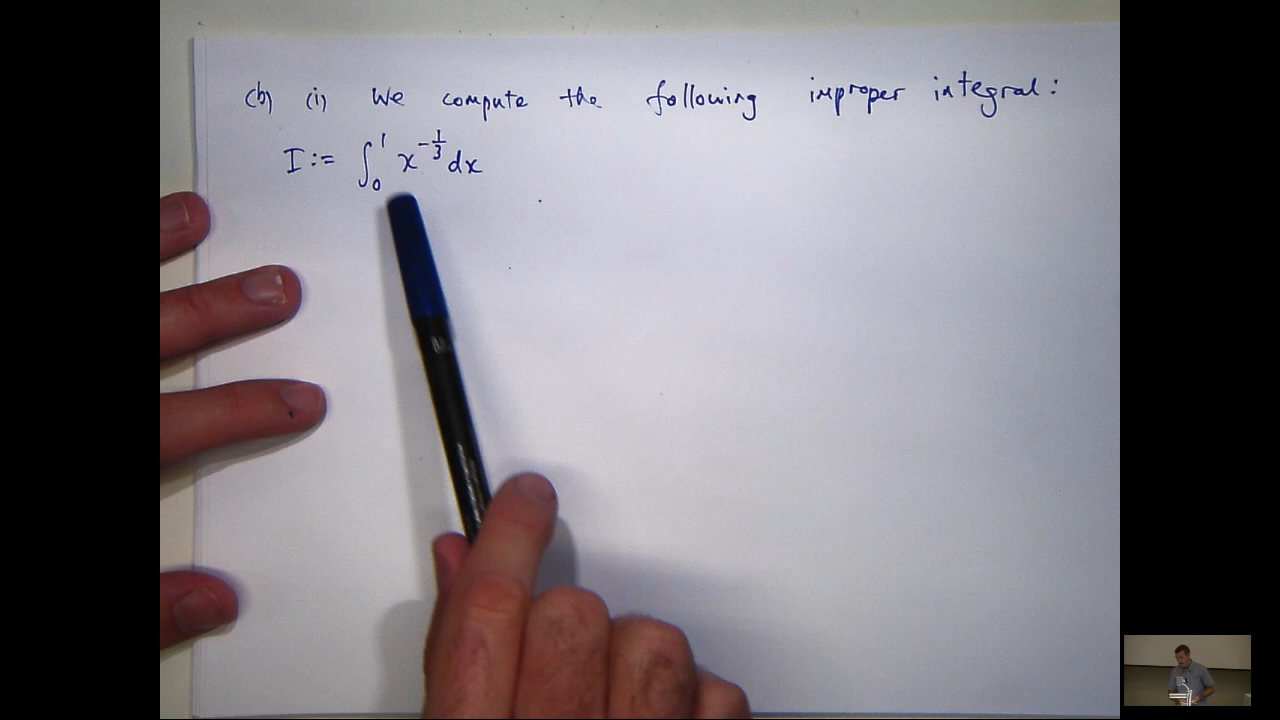 (b) (i) We compute the following improper integral:
I := ∫₀¹ x^{-1/3} dx